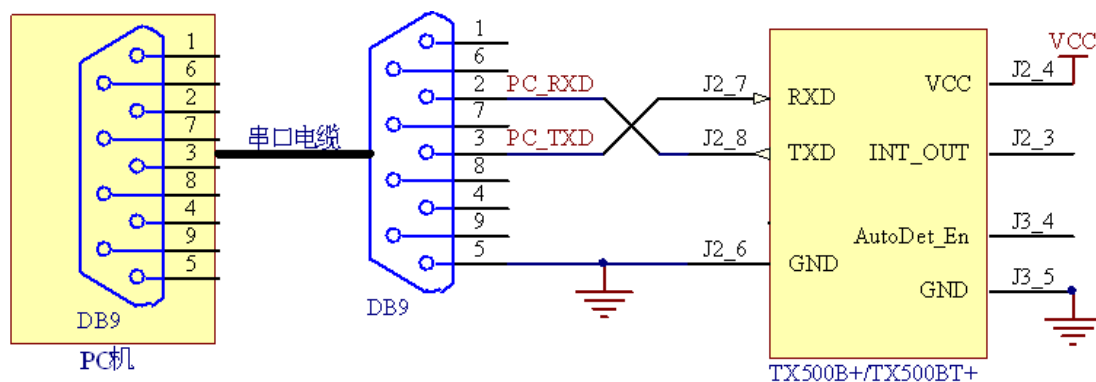 1
6
2
7
3
8
4
9
5
DB9
PC机
串口电缆
1
6
2
7
3
8
4
9
5
DB9
PC_RXD
PC_TXD
J2_7
J2_8
J2_6
RXD
TXD
GND
VCC
INT_OUT
AutoDet_En
GND
J2_4
J2_3
J3_4
J3_5
VCC
TX500B+/TX500BT+